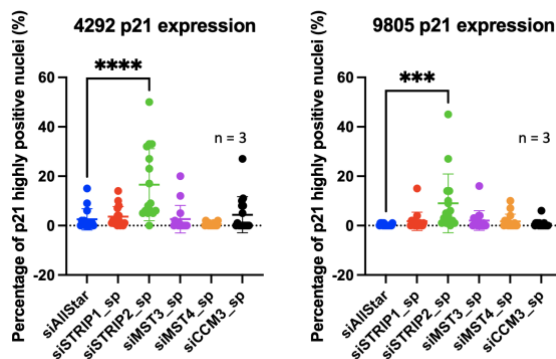 4292 p21 expression
Percentage of p21 highly positive nuclei (%)
60
40
20
0
-20
****
n = 3
siAllStar
siSTRIP1_sp
siSTRIP2_sp
siMST3_sp
siMST4_sp
siCCM3_sp
9805 p21 expression
Percentage of p21 highly positive nuclei (%)
60
40
20
0
-20
***
n = 3
siAllStar
siSTRIP1_sp
siSTRIP2_sp
siMST3_sp
siMST4_sp
siCCM3_sp